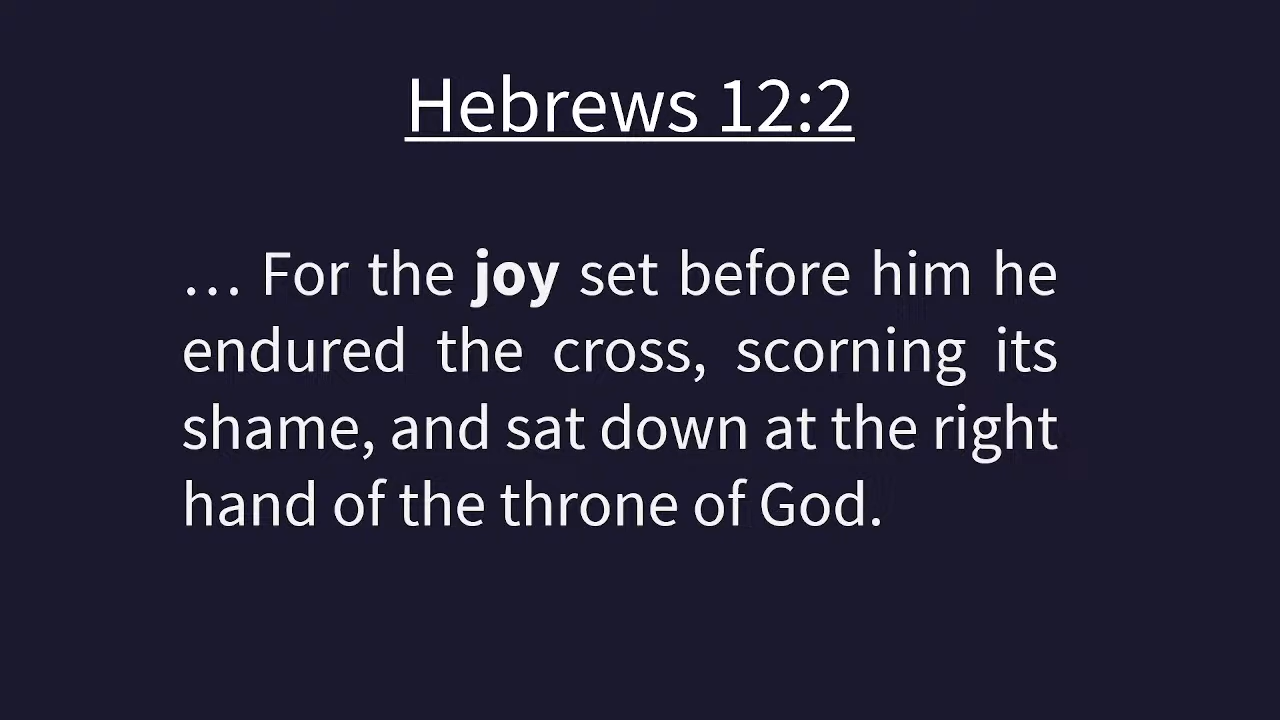 Hebrews 12:2
… For the joy set before him he
endured the cross, scorning its
shame, and sat down at the right
hand of the throne of God.